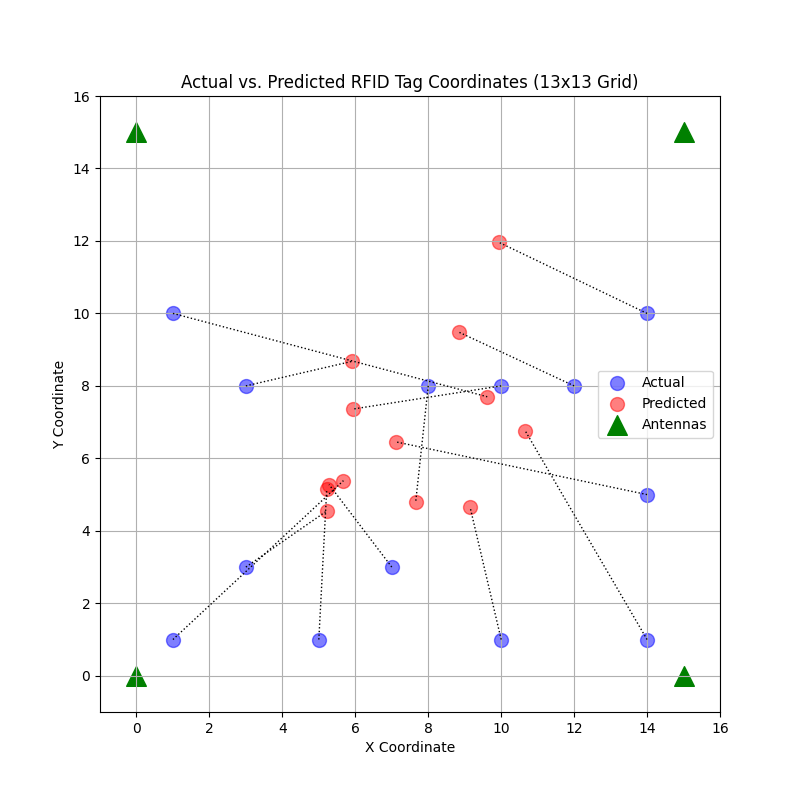 Actual vs. Predicted RFID Tag Coordinates (13x13 Grid)
16
14
12
10
8
6
4
2
0
Y Coordinate
Actual
Predicted
Antennas
0 2 4 6 8 10 12 14 16
X Coordinate